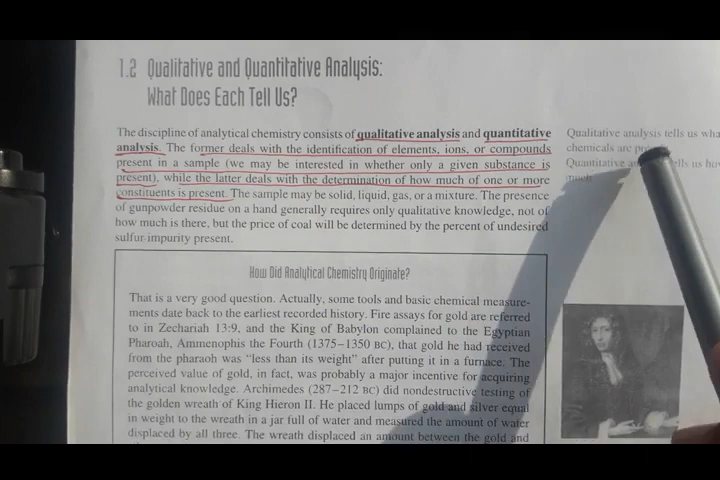 1.2 Qualitative and Quantitative Analysis:
What Does Each Tell Us?
The discipline of analytical chemistry consists of qualitative analysis and quantitative
analysis. The former deals with the identification of elements, ions, or compounds
present in a sample (we may be interested in whether only a given substance is
present), while the latter deals with the determination of how much of one or more
constituents is present. The sample may be solid, liquid, gas, or a mixture. The presence
of gunpowder residue on a hand generally requires only qualitative knowledge, not of
how much is there, but the price of coal will be determined by the percent of undesired
sulfur impurity present.
Qualitative analysis tells us
chemicals are
Quantitative tells us
much.
How Did Analytical Chemistry Originate?
That is a very good question. Actually, some tools and basic chemical measure-
ments date back to the earliest recorded history. Fire assays for gold are referred
to in Zechariah 13:9, and the King of Babylon complained to the Egyptian
Pharoah, Ammenophis the Fourth (1375–1350 BC), that gold he had received
from the pharaoh was "less than its weight" after putting it in a furnace. The
perceived value of gold, in fact, was probably a major incentive for acquiring
analytical knowledge. Archimedes (287–212 BC) did nondestructive testing of
the golden wreath of King Hieron II. He placed lumps of gold and silver equal
in weight to the wreath in a jar full of water and measured the amount of water
displaced by all three. The wreath displaced an amount between the gold and